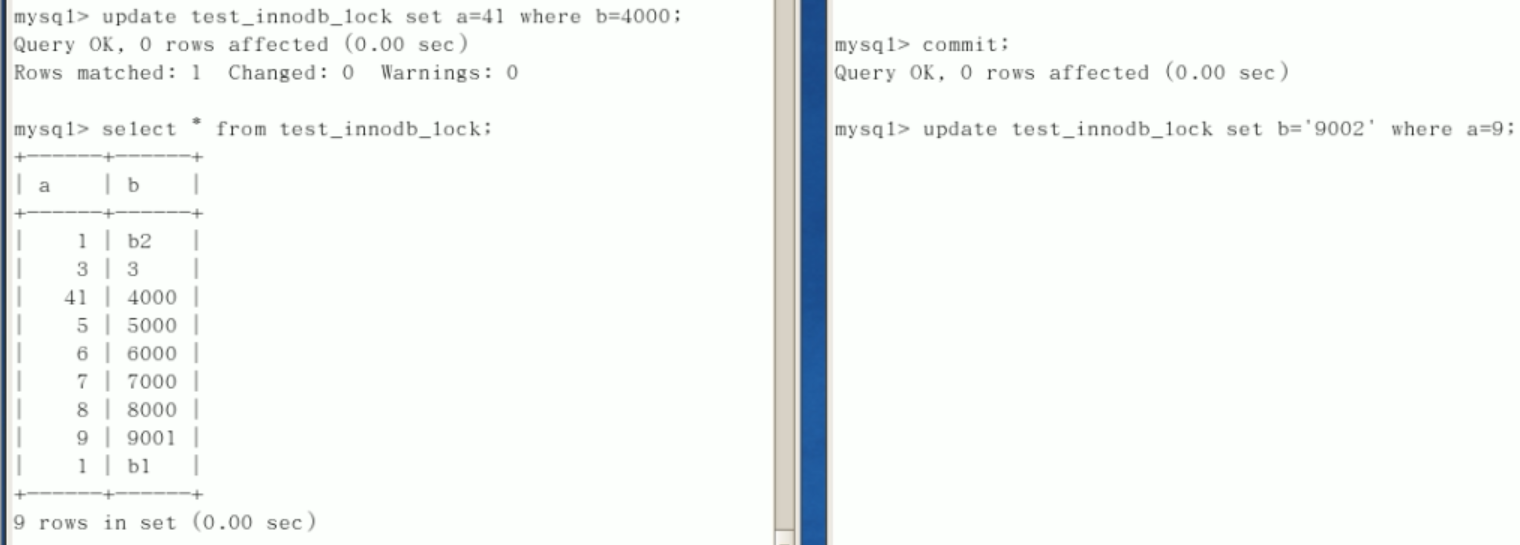 mysql> update test_innodb_lock set a=41 where b=4000;
Query OK, 0 rows affected (0.00 sec)
Rows matched: 1  Changed: 0  Warnings: 0
mysql> select * from test_innodb_lock;
+------+------+
| a    | b    |
+------+------+
|    1 | b2   |
|    3 | 3    |
|   41 | 4000 |
|    5 | 5000 |
|    6 | 6000 |
|    7 | 7000 |
|    8 | 8000 |
|    9 | 9001 |
|    1 | b1   |
+------+------+
9 rows in set (0.00 sec)
mysql> commit;
Query OK, 0 rows affected (0.00 sec)
mysql> update test_innodb_lock set b='9002' where a=9;